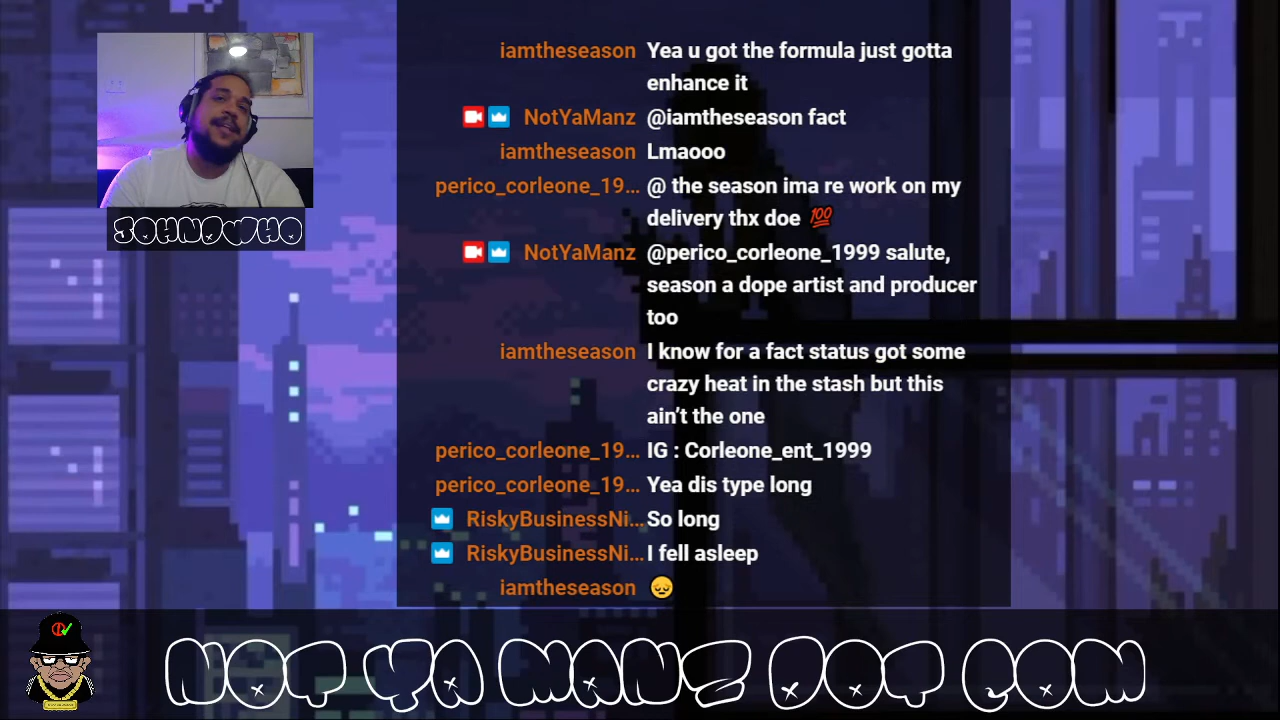 iamtheseason Yea u got the formula just gotta
enhance it
NotYaManz @iamtheseason fact
iamtheseason Lmaooo
perico_corleone_19... @ the season ima re work on my
delivery thx doe 💯
NotYaManz @perico_corleone_1999 salute,
season a dope artist and producer
too
iamtheseason I know for a fact status got some
crazy heat in the stash but this
ain’t the one
perico_corleone_19... IG : Corleone_ent_1999
perico_corleone_19... Yea dis type long
RiskyBusinessNi... So long
RiskyBusinessNi... I fell asleep
iamtheseason 😞
JOHNDWHO
NOT YA MANZ DOT COM